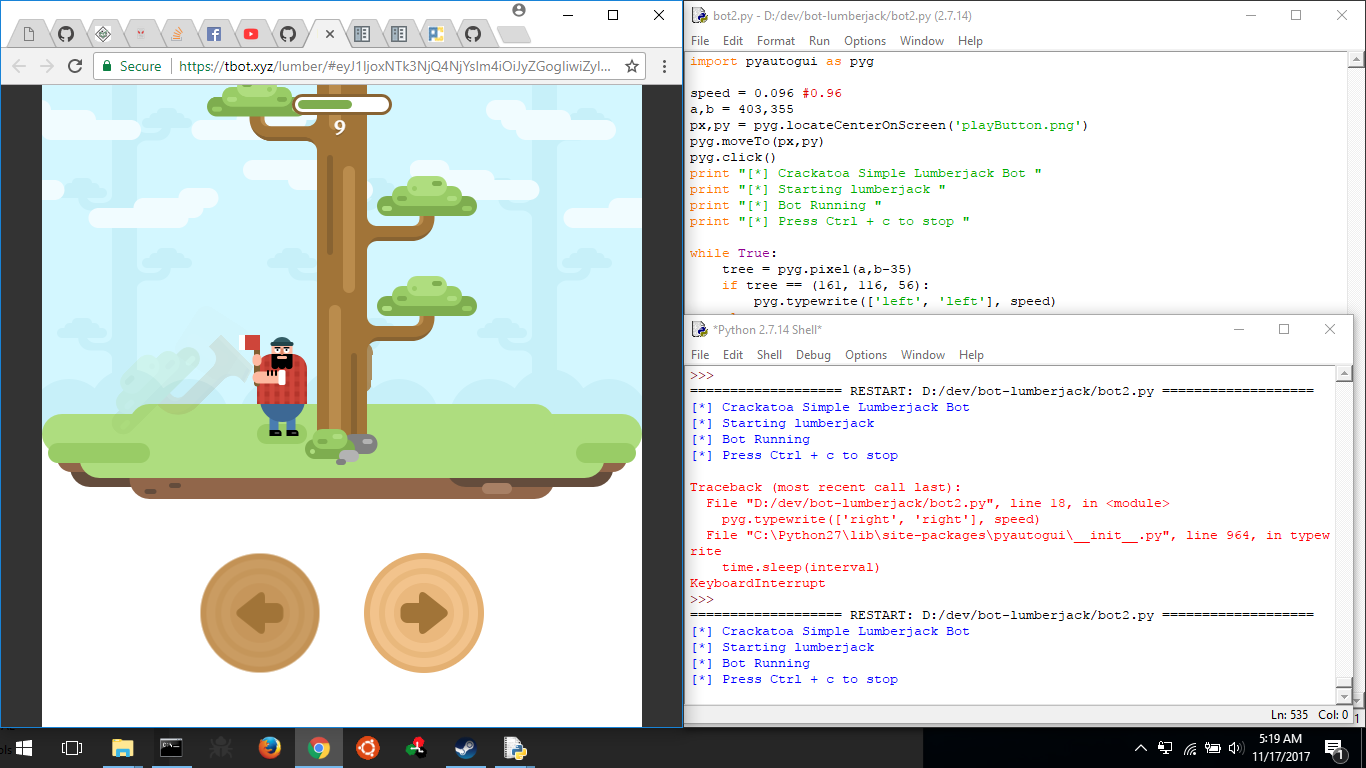 Secure
https://tbot.xyz/lumber/#eyJ1IjoxNTk3NjQ4NjYsIm4iOiJyZGogIiwiZyI...
9
bot2.py - D:/dev/bot-lumberjack/bot2.py (2.7.14)
File Edit Format Run Options Window Help
import pyautogui as pyg
speed = 0.096 #0.96
a,b = 403,355
px,py = pyg.locateCenterOnScreen('playButton.png')
pyg.moveTo(px,py)
pyg.click()
print "[*] Crackatoa Simple Lumberjack Bot "
print "[*] Starting lumberjack "
print "[*] Bot Running "
print "[*] Press Ctrl + c to stop "
while True:
    tree = pyg.pixel(a,b-35)
    if tree == (161, 116, 56):
        pyg.typewrite(['left', 'left'], speed)
*Python 2.7.14 Shell*
File Edit Shell Debug Options Window Help
>>>
=================== RESTART: D:/dev/bot-lumberjack/bot2.py ===================
[*] Crackatoa Simple Lumberjack Bot
[*] Starting lumberjack
[*] Bot Running
[*] Press Ctrl + c to stop
Traceback (most recent call last):
  File "D:/dev/bot-lumberjack/bot2.py", line 18, in <module>
    pyg.typewrite(['right', 'right'], speed)
  File "C:\Python27\lib\site-packages\pyautogui\__init__.py", line 964, in typew
rite
    time.sleep(interval)
KeyboardInterrupt
>>>
=================== RESTART: D:/dev/bot-lumberjack/bot2.py ===================
[*] Crackatoa Simple Lumberjack Bot
[*] Starting lumberjack
[*] Bot Running
[*] Press Ctrl + c to stop
Ln: 535 Col: 0
5:19 AM
11/17/2017
1